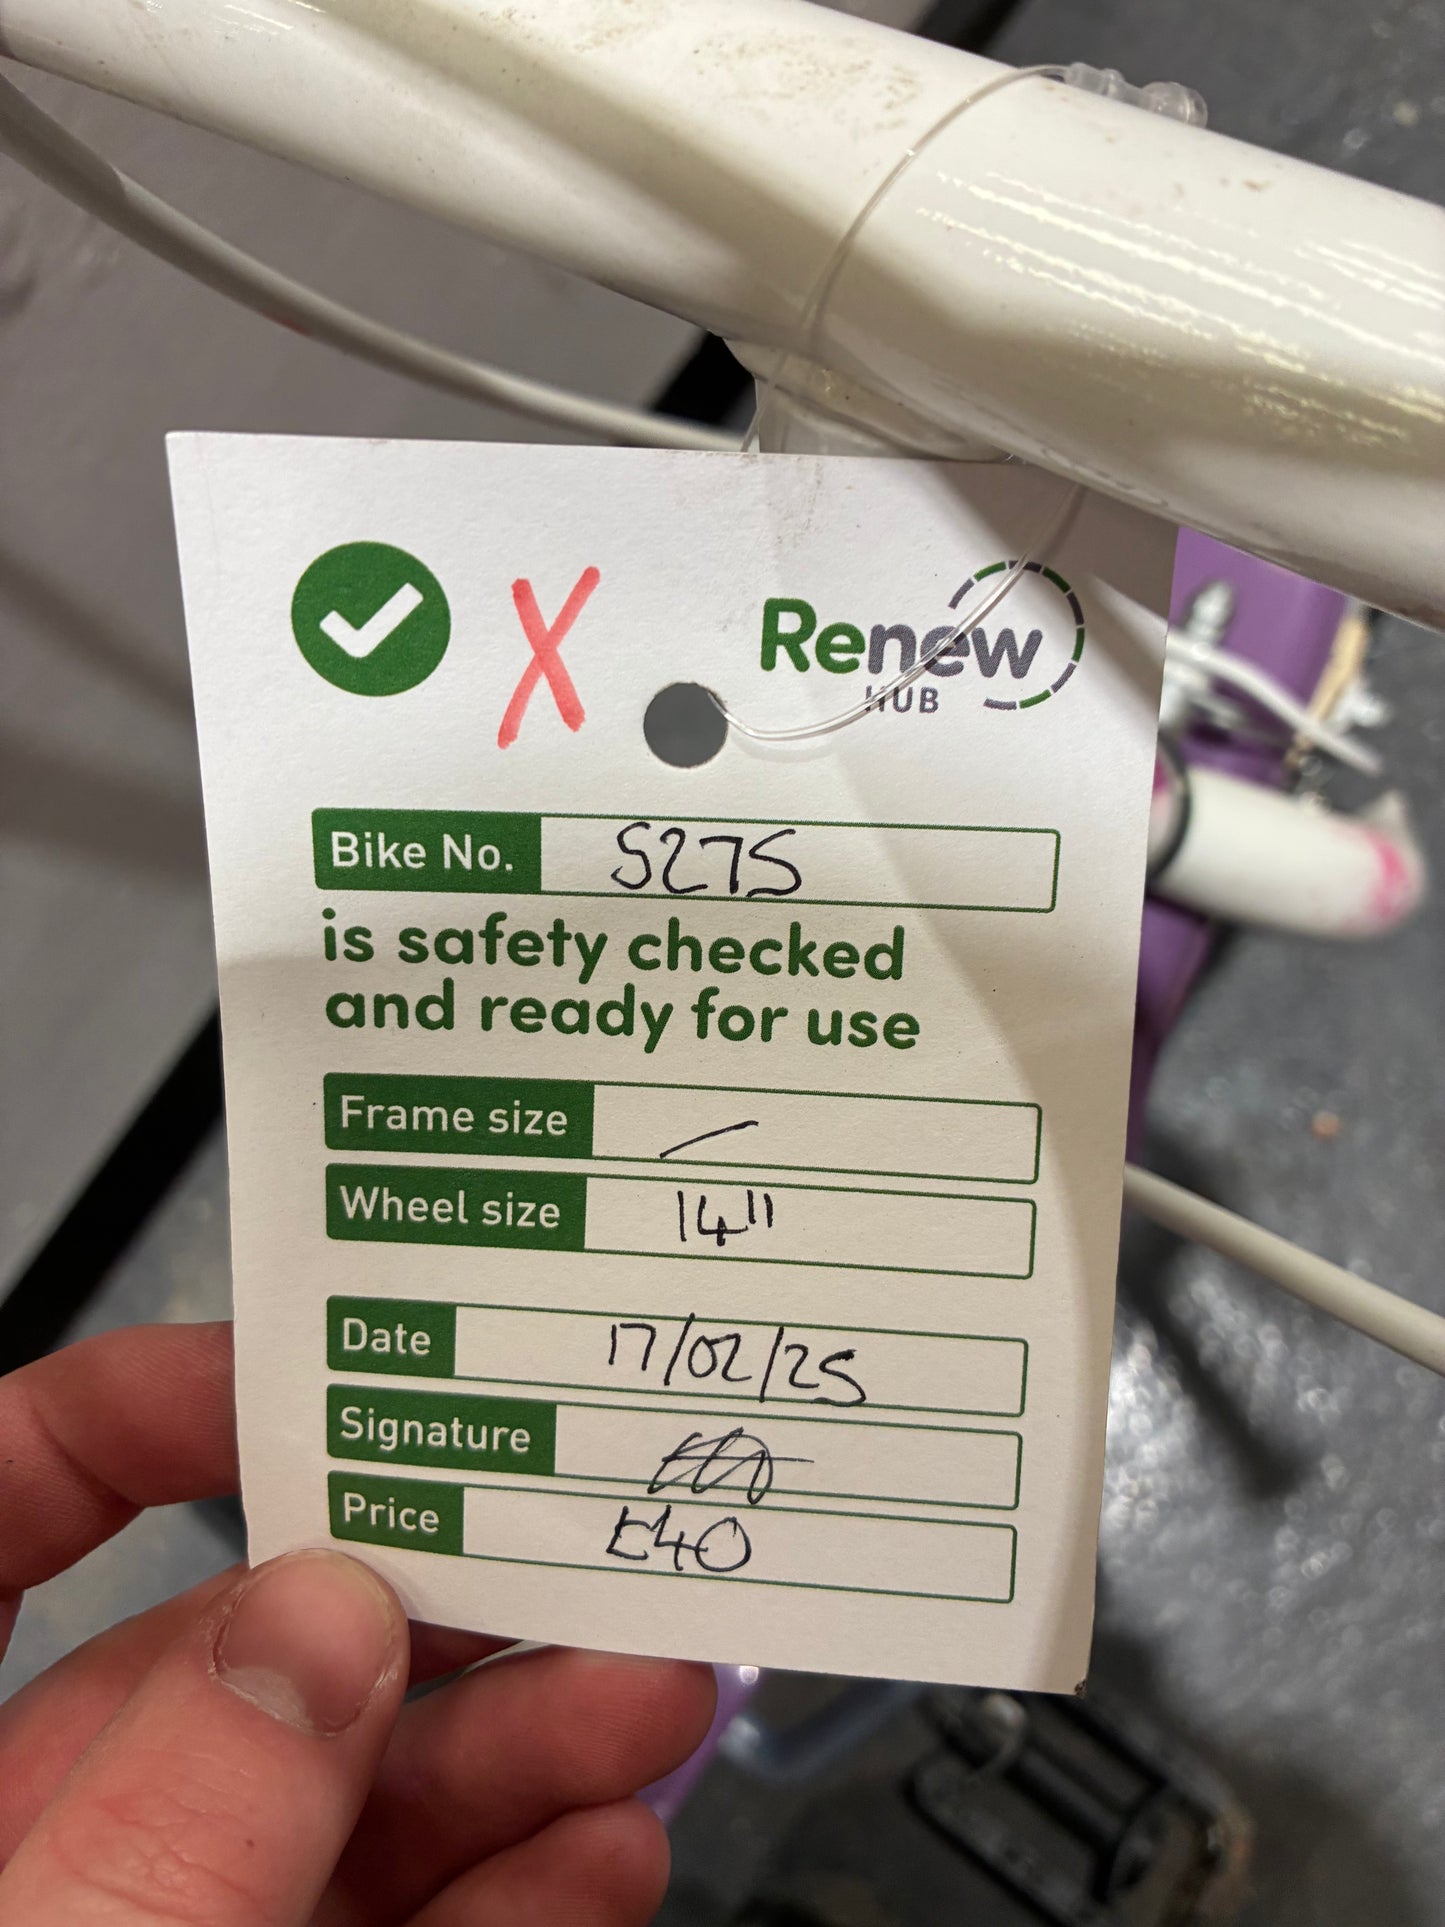 X
Renew
HUB
Bike No. 5275
is safety checked
and ready for use
Frame size
Wheel size 14"
Date 17/02/25
Signature
Price £40